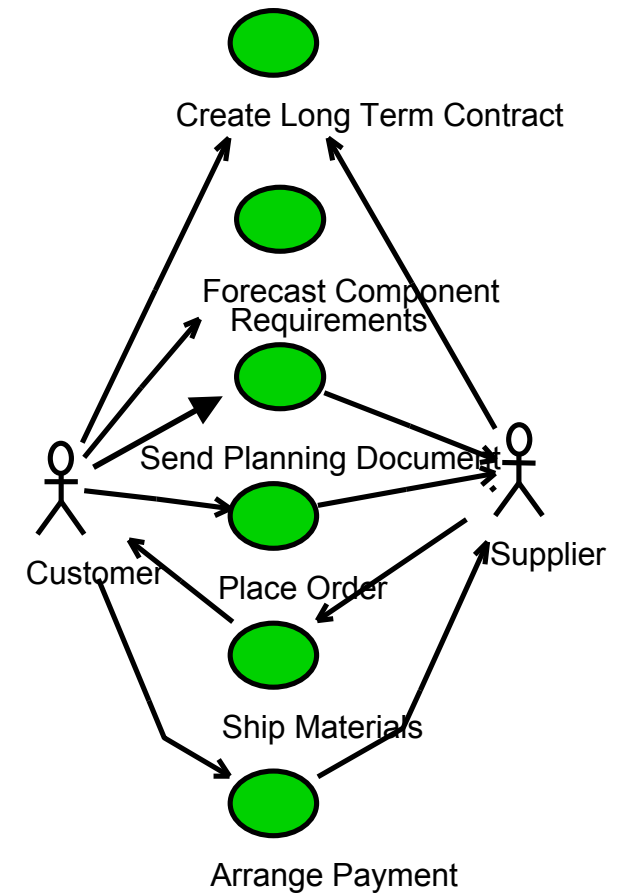 Create Long Term Contract
Forecast Component
Requirements
Send Planning Document
Customer
Supplier
Place Order
Ship Materials
Arrange Payment